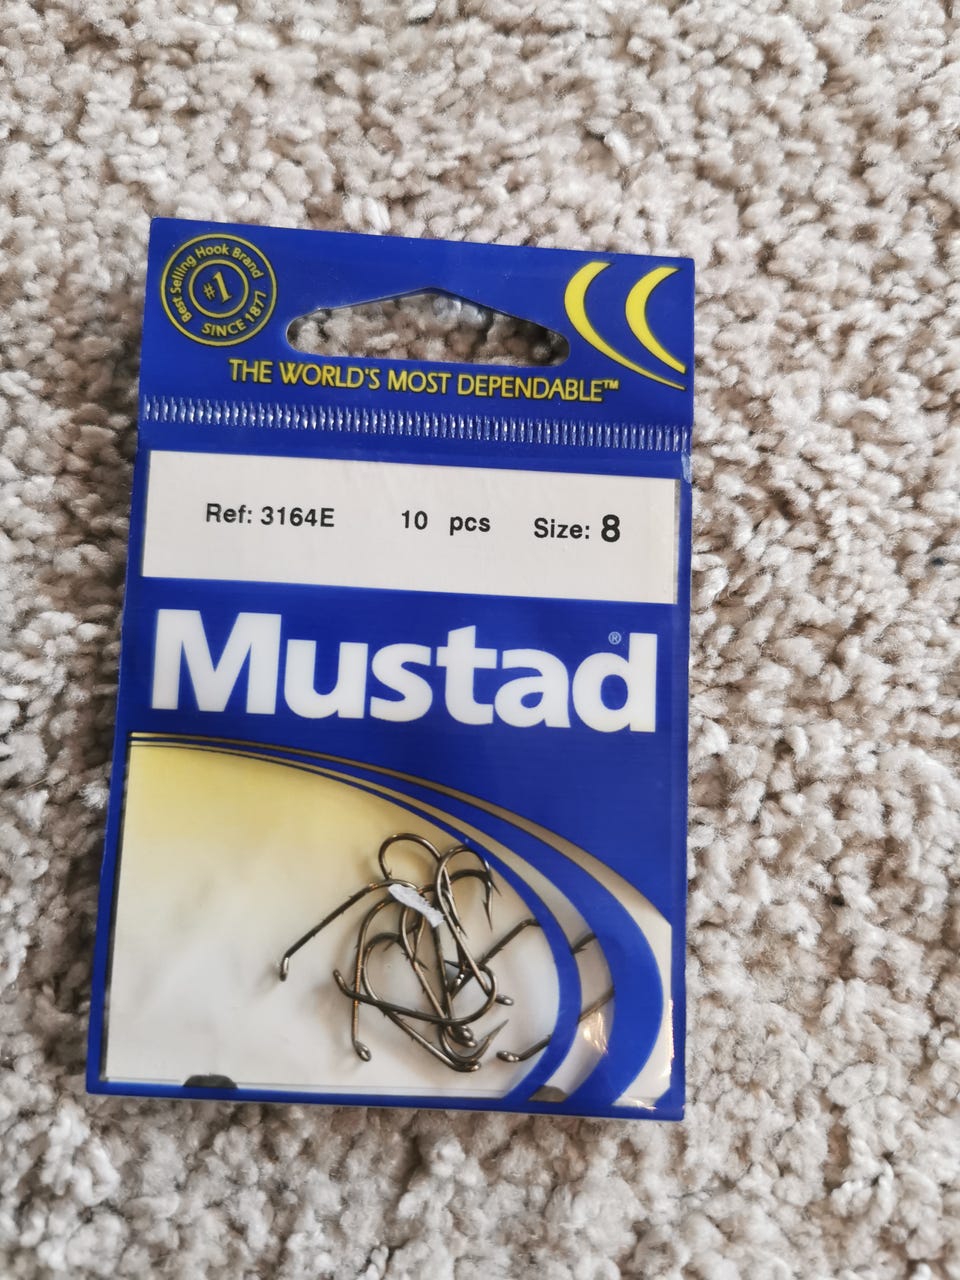 Best Selling Hook Brand
#1
SINCE 1877
THE WORLD'S MOST DEPENDABLE™
Ref: 3164E 10 pcs Size: 8
Mustad®